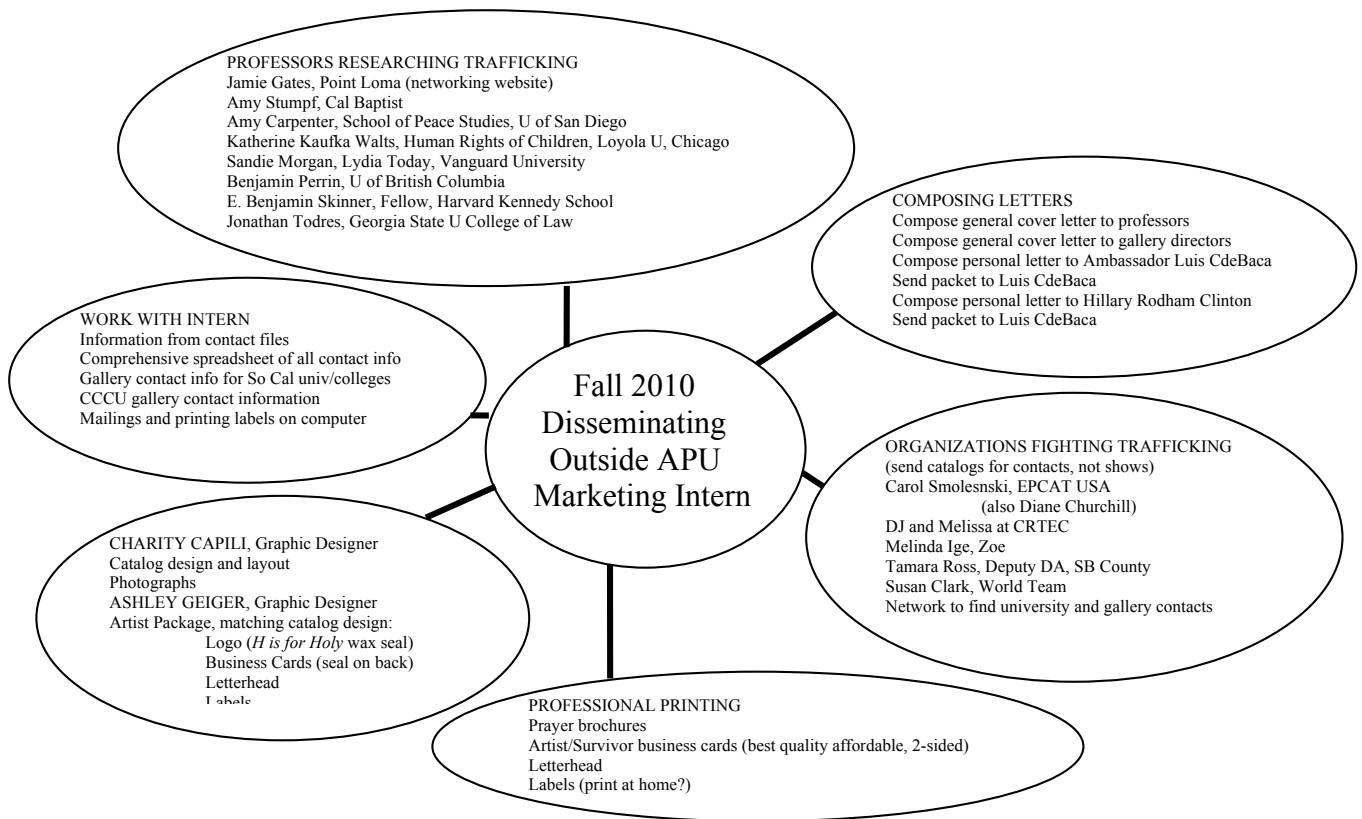 PROFESSORS RESEARCHING TRAFFICKING
Jamie Gates, Point Loma (networking website)
Amy Stumpf, Cal Baptist
Amy Carpenter, School of Peace Studies, U of San Diego
Katherine Kaufka Walts, Human Rights of Children, Loyola U, Chicago
Sandie Morgan, Lydia Today, Vanguard University
Benjamin Perrin, U of British Columbia
E. Benjamin Skinner, Fellow, Harvard Kennedy School
Jonathan Todres, Georgia State U College of Law
COMPOSING LETTERS
Compose general cover letter to professors
Compose general cover letter to gallery directors
Compose personal letter to Ambassador Luis CdeBaca
Send packet to Luis CdeBaca
Compose personal letter to Hillary Rodham Clinton
Send packet to Luis CdeBaca
WORK WITH INTERN
Information from contact files
Comprehensive spreadsheet of all contact info
Gallery contact info for So Cal univ/colleges
CCCU gallery contact information
Mailings and printing labels on computer
Fall 2010
Disseminating
Outside APU
Marketing Intern
ORGANIZATIONS FIGHTING TRAFFICKING
(send catalogs for contacts, not shows)
Carol Smolesnski, EPCAT USA
(also Diane Churchill)
DJ and Melissa at CRTEC
Melinda Ige, Zoe
Tamara Ross, Deputy DA, SB County
Susan Clark, World Team
Network to find university and gallery contacts
CHARITY CAPILI, Graphic Designer
Catalog design and layout
Photographs
ASHLEY GEIGER, Graphic Designer
Artist Package, matching catalog design:
Logo (H is for Holy wax seal)
Business Cards (seal on back)
Letterhead
Labels
PROFESSIONAL PRINTING
Prayer brochures
Artist/Survivor business cards (best quality affordable, 2-sided)
Letterhead
Labels (print at home?)